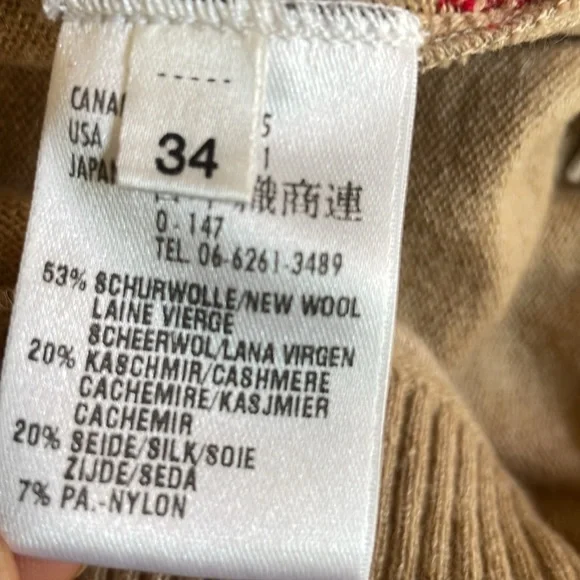 -----
CANA
USA 5
34
JAPAN 1
織商連
0-147
TEL. 06-6261-3489
53% SCHURWOLLE/NEW WOOL
LAINE VIERGE
SCHEERWOL/LANA VIRGEN
20% KASCHMIR/CASHMERE
CACHEMIRE/KASJMIER
CACHEMIR
20% SEIDE/SILK/SOIE
ZIJDE/SEDA
7% PA.-NYLON